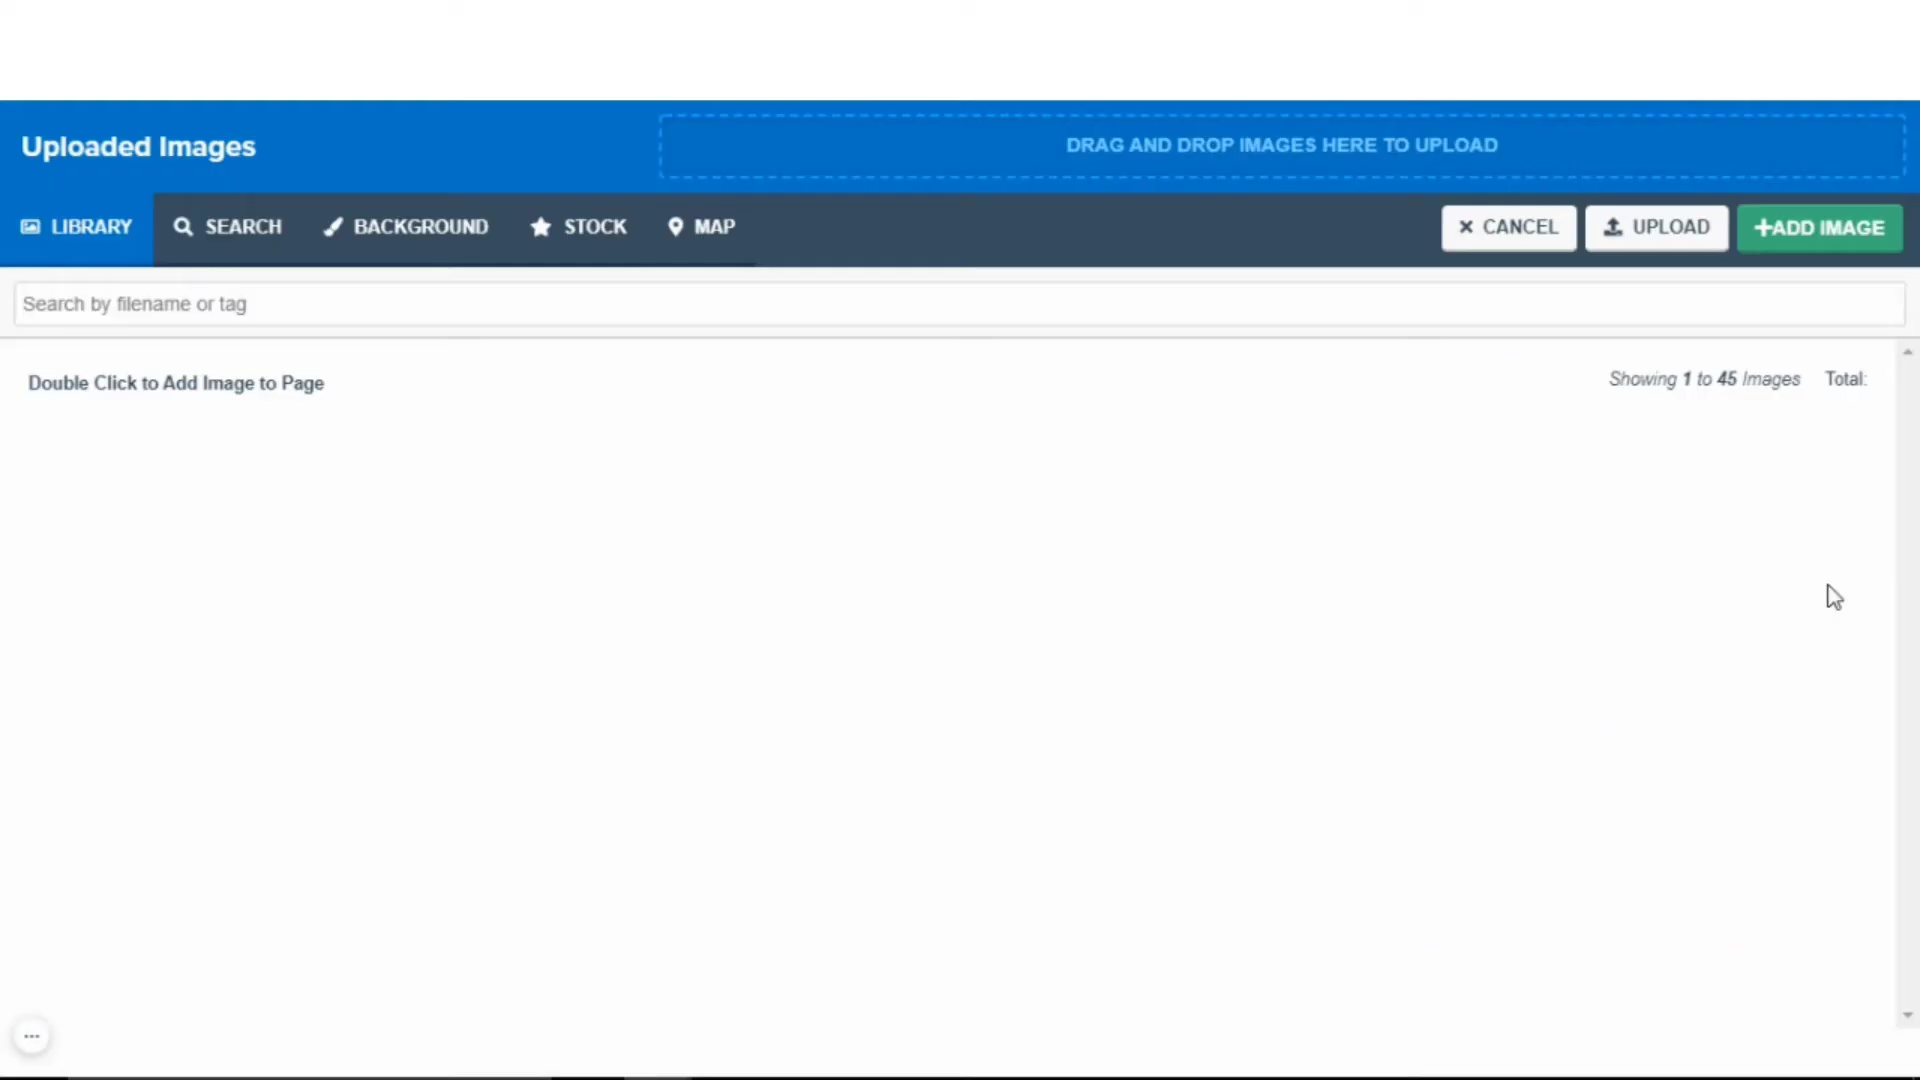 Uploaded Images
DRAG AND DROP IMAGES HERE TO UPLOAD
LIBRARY SEARCH BACKGROUND STOCK MAP CANCEL UPLOAD +ADD IMAGE
Search by filename or tag
Double Click to Add Image to Page Showing 1 to 45 Images Total: